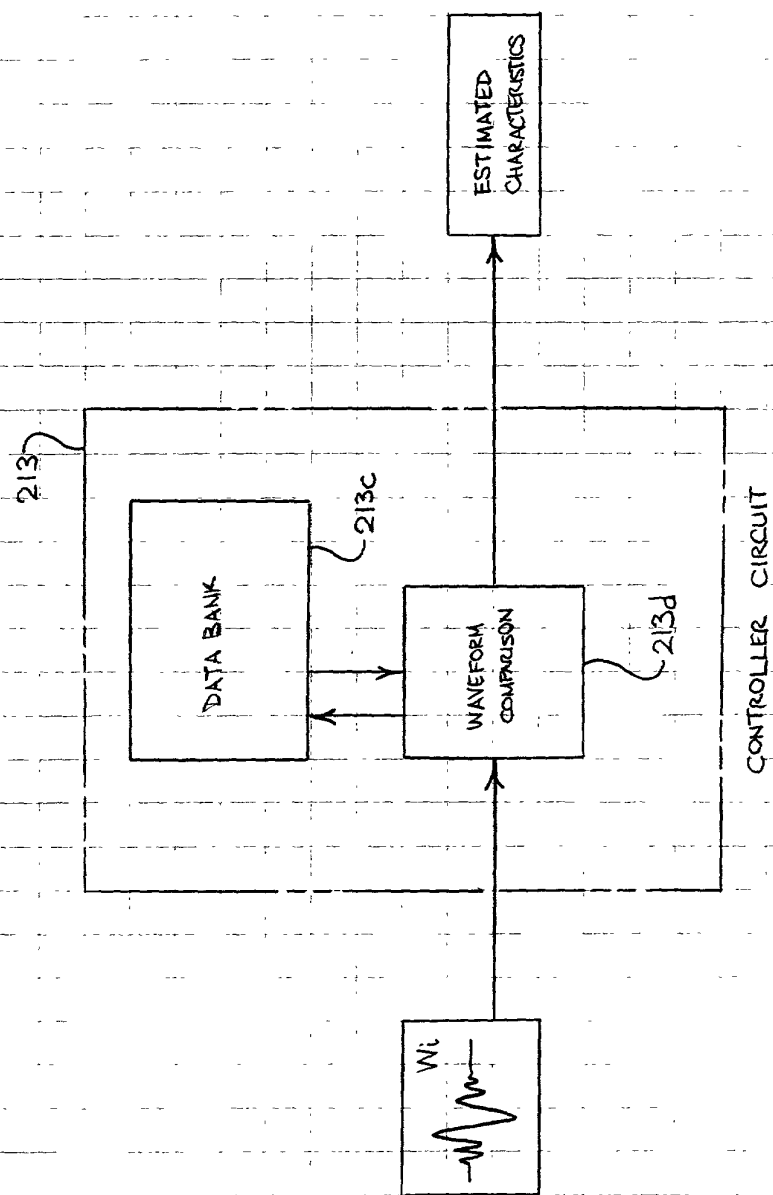 213
DATA BANK
213c
Wi
WAVEFORM
COMPARISON
213d
ESTIMATED
CHARACTERISTICS
CONTROLLER CIRCUIT